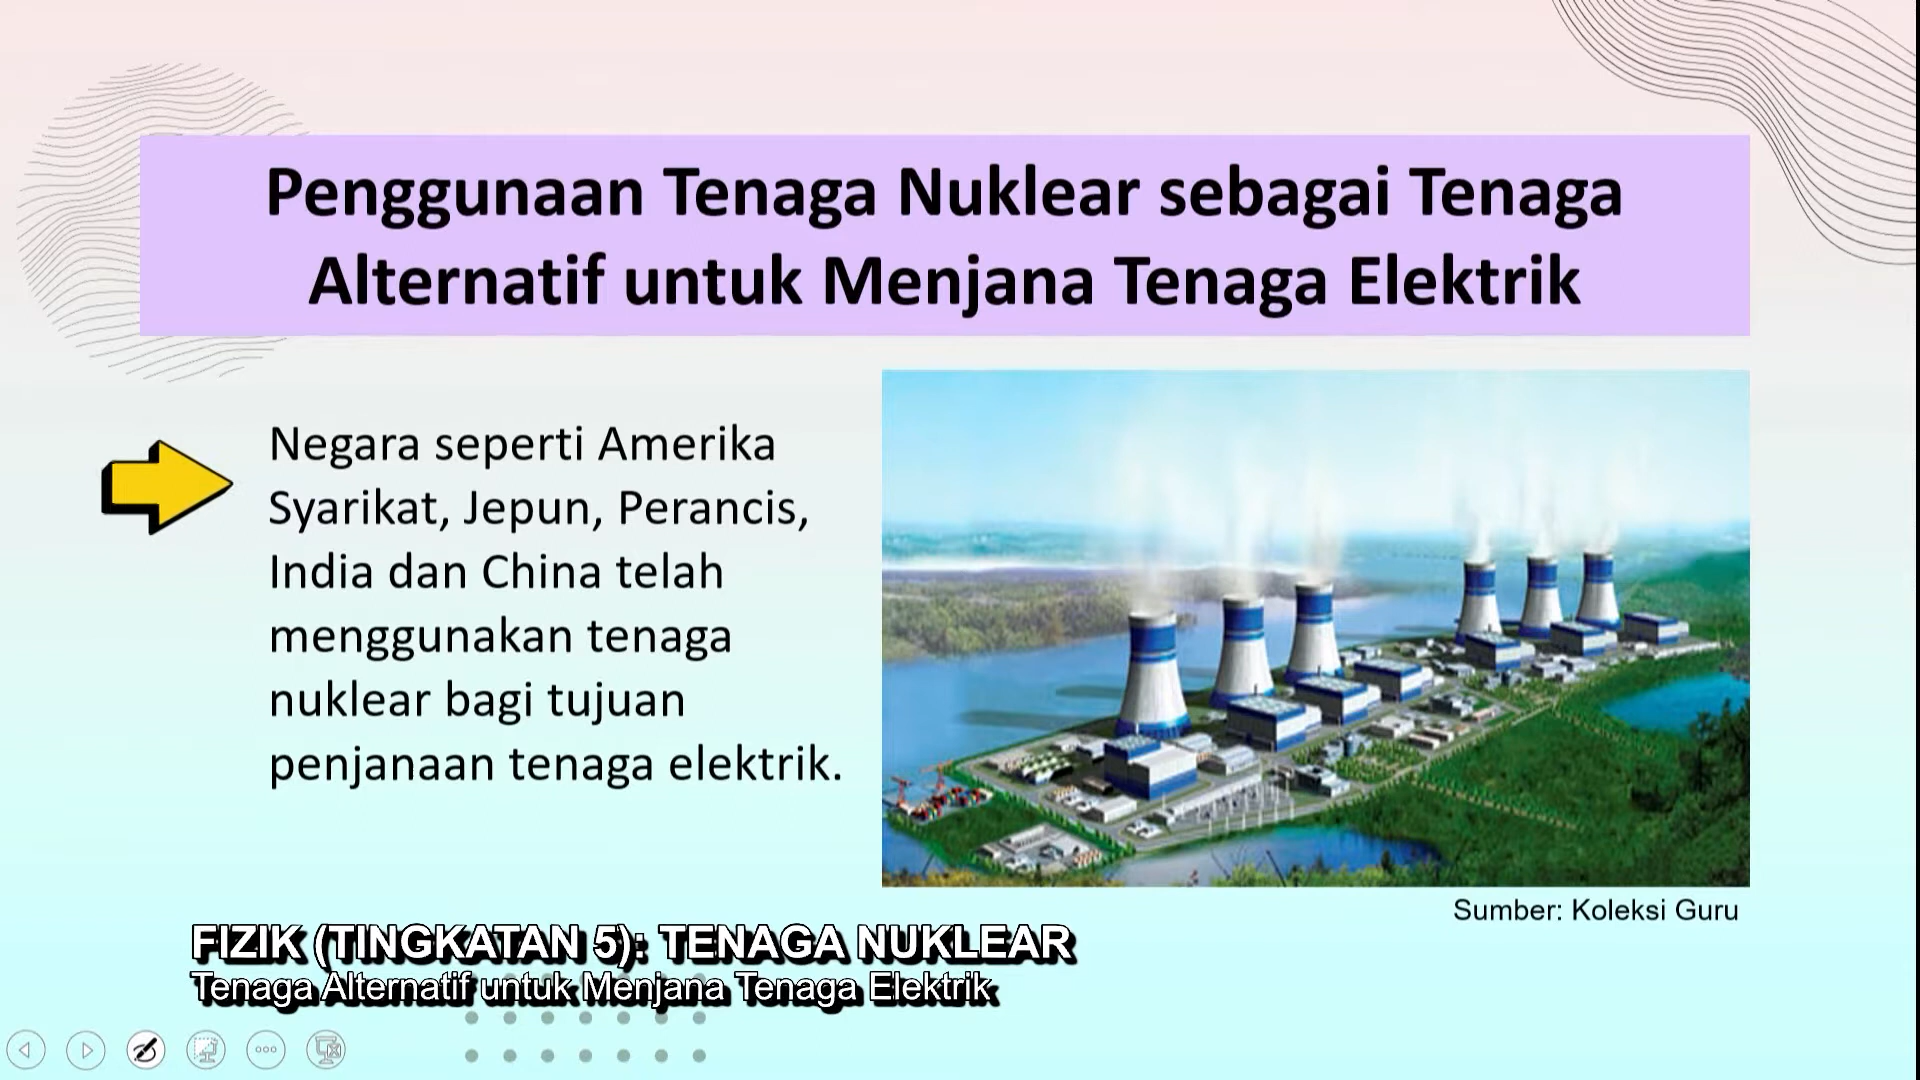 Penggunaan Tenaga Nuklear sebagai Tenaga
Alternatif untuk Menjana Tenaga Elektrik
Negara seperti Amerika
Syarikat, Jepun, Perancis,
India dan China telah
menggunakan tenaga
nuklear bagi tujuan
penjanaan tenaga elektrik.
Sumber: Koleksi Guru
FIZIK (TINGKATAN 5): TENAGA NUKLEAR
Tenaga Alternatif untuk Menjana Tenaga Elektrik